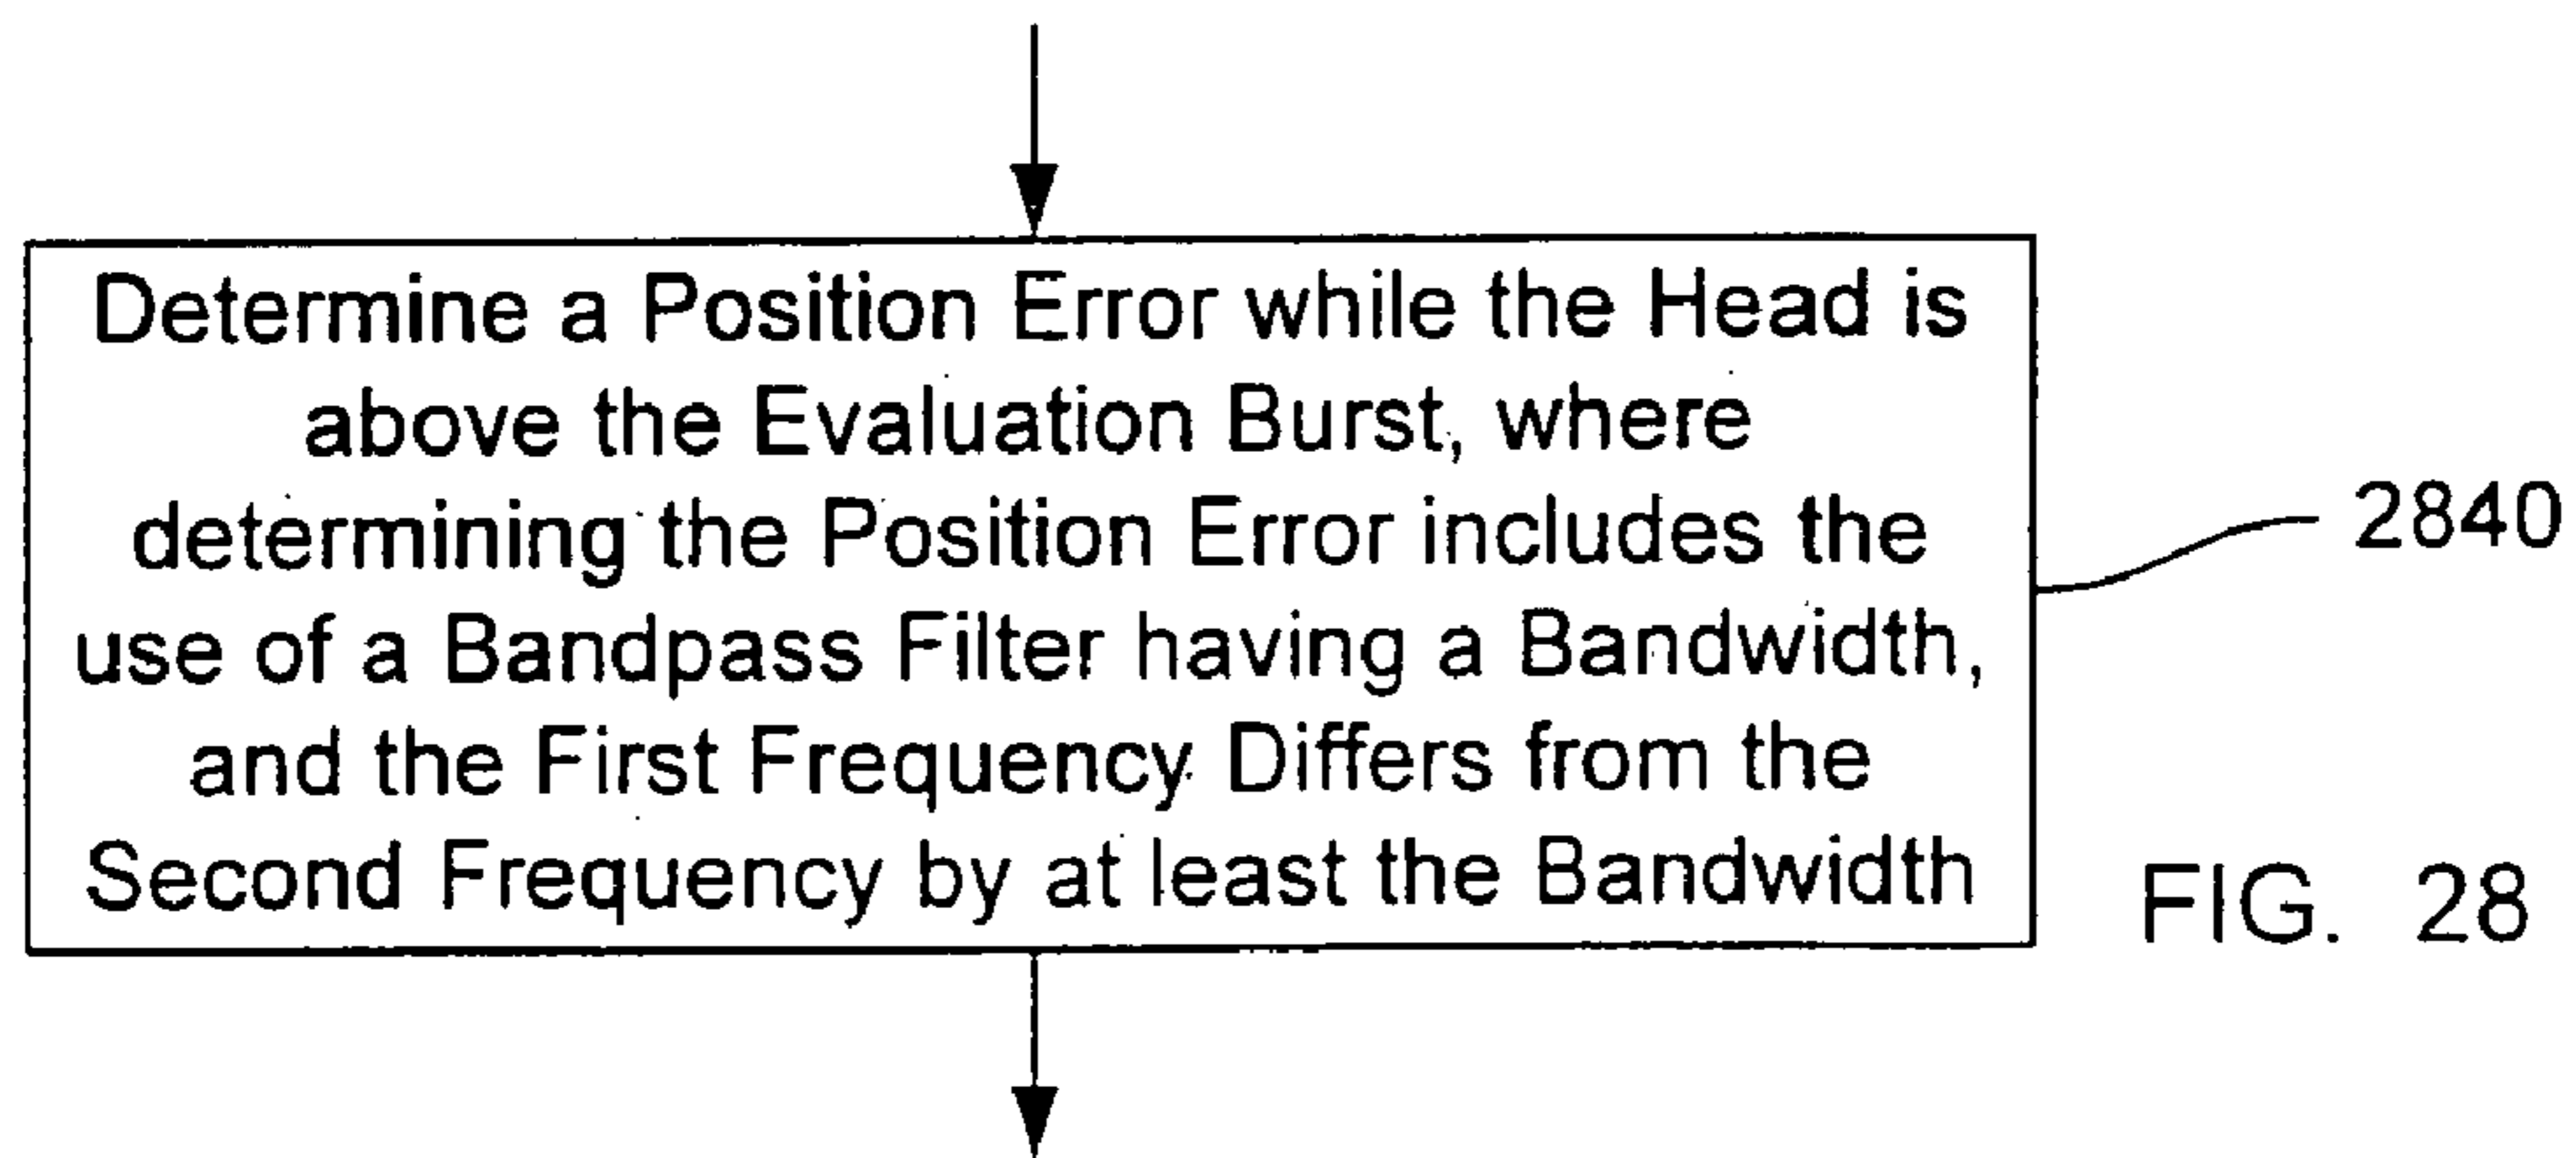 Determine a Position Error while the Head is
above the Evaluation Burst, where
determining the Position Error includes the
use of a Bandpass Filter having a Bandwidth,
and the First Frequency Differs from the
Second Frequency by at least the Bandwidth
2840
FIG. 28